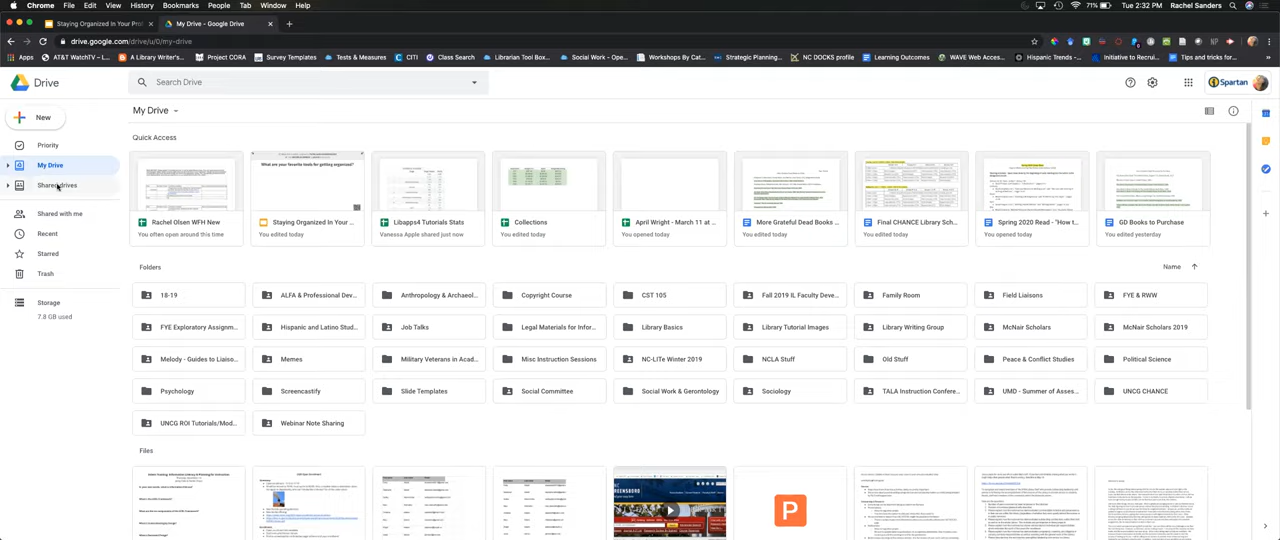 Chrome File Edit View History Bookmarks People Tab Window Help 71% Tue 2:32 PM Rachel Sanders
Staying Organized In Your Prof My Drive - Google Drive
drive.google.com/drive/u/0/my-drive
Apps AT&T WatchTV – L... A Library Writer's... Project CORA Survey Templates Tests & Measures CITI Class Search Librarian Tool Box... Social Work - Ope... Workshops By Cat... Strategic Planning... NC DOCKS profile Learning Outcomes WAVE Web Acces... Hispanic Trends -... Initiative to Recrui... Tips and tricks for...
Drive Search Drive Spartan
New
My Drive
Priority
My Drive
Shared drives
Shared with me
Recent
Starred
Trash
Storage
7.8 GB used
Quick Access
What are your favorite tools for getting organized?
Rachel Olsen WFH New Staying Organized In Your ... Libapps4 Tutorials Stats Collections April Wright - March 11 at ... More Grateful Dead Books ... Final CHANCE Library Sch... Spring 2020 Read - "How t... GD Books to Purchase
You often open around this time You edited today Vanessa Apple shared just now You edited today You opened today You edited today You edited today You opened today You edited yesterday
Folders Name
18-19 ALFA & Professional Dev... Anthropology & Archaeol... Copyright Course CST 105 Fall 2019 IL Faculty Deve... Family Room Field Liaisons FYE & RWW
FYE Exploratory Assignm... Hispanic and Latino Stud... Job Talks Legal Materials for Infor... Library Basics Library Tutorial Images Library Writing Group McNair Scholars McNair Scholars 2019
Melody - Guides to Liaiso... Memes Military Veterans in Acad... Misc Instruction Sessions NC-LITe Winter 2019 NCLA Stuff Old Stuff Peace & Conflict Studies Political Science
Psychology Screencastify Slide Templates Social Committee Social Work & Gerontology Sociology TALA Instruction Confere... UMD - Summer of Asses... UNCG CHANCE
UNCG ROI Tutorials/Mod... Webinar Note Sharing
Files
P